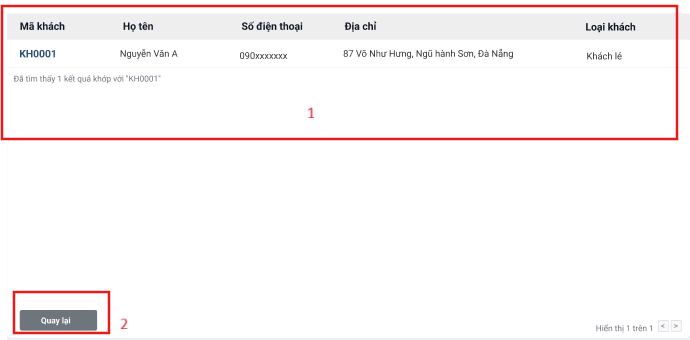 Mã khách Họ tên Số điện thoại Địa chỉ Loại khách
KH0001 Nguyễn Văn A 090xxxxxxx 87 Võ Như Hưng, Ngũ hành Sơn, Đà Nẵng Khách lẻ
Đã tìm thấy 1 kết quả khớp với "KH0001"
1
Quay lại 2 Hiển thị 1 trên 1 < >